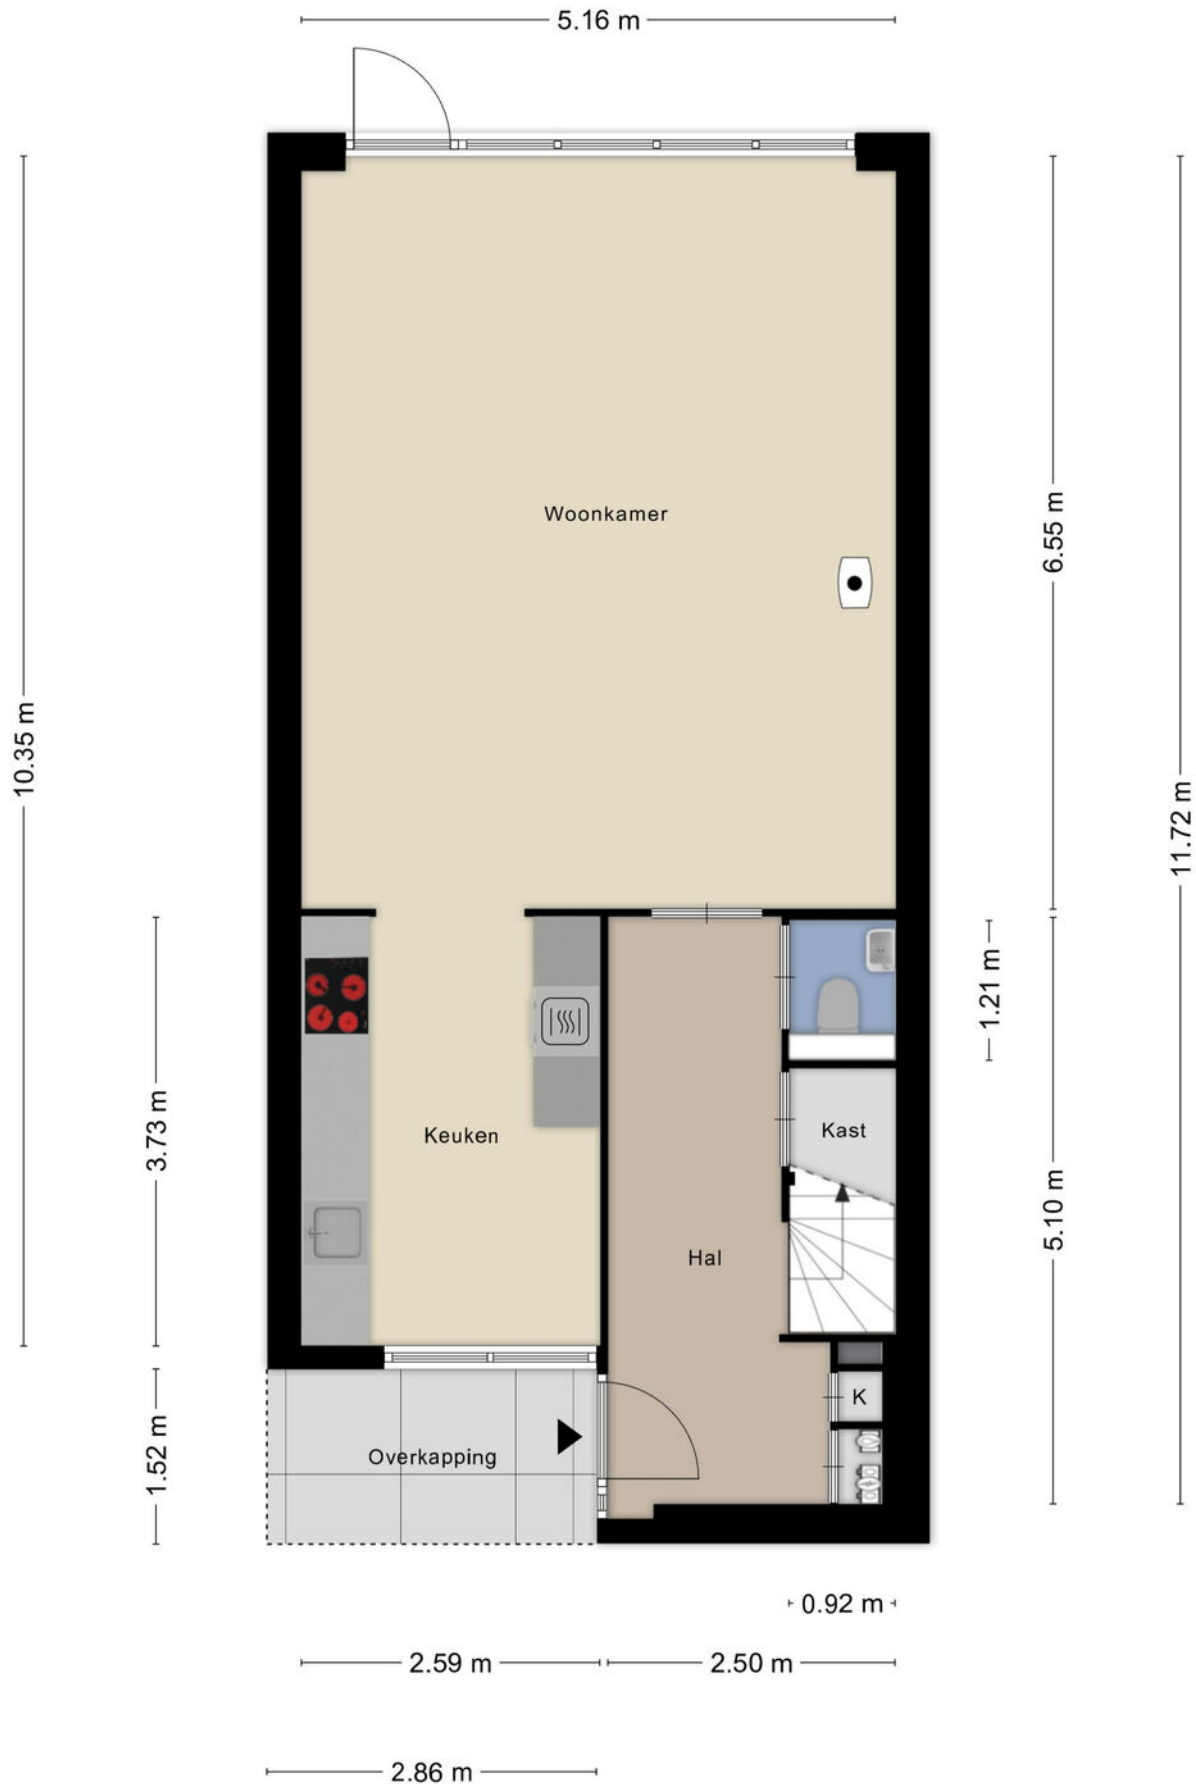 5.16 m
Woonkamer
6.55 m
10.35 m
11.72 m
1.21 m
3.73 m
Keuken
Kast
5.10 m
Hal
K
Overkapping
1.52 m
0.92 m
2.59 m
2.50 m
2.86 m